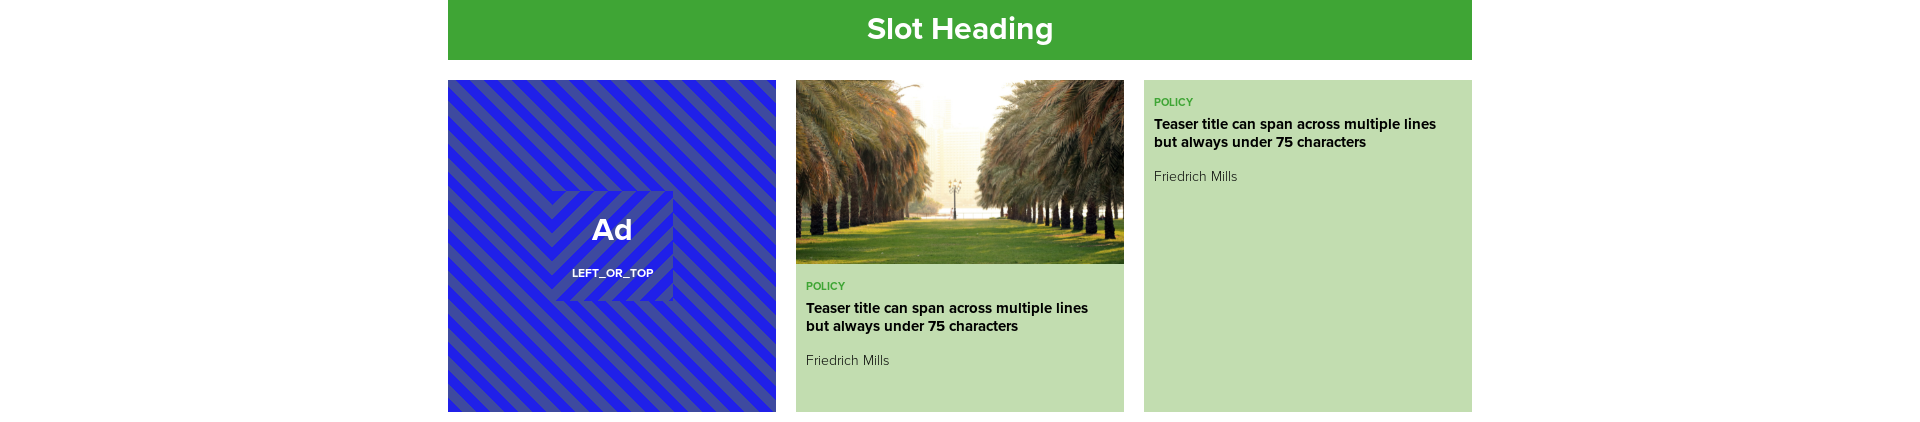 Slot Heading
Ad
LEFT_OR_TOP
POLICY
Teaser title can span across multiple lines
but always under 75 characters
Friedrich Mills
POLICY
Teaser title can span across multiple lines
but always under 75 characters
Friedrich Mills